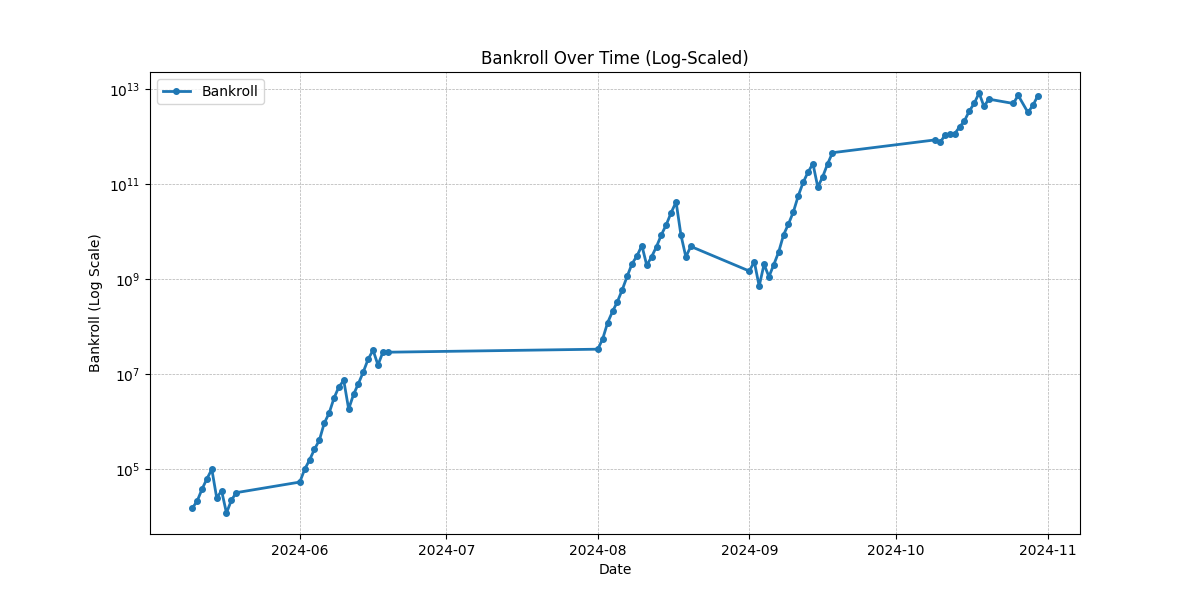 Bankroll Over Time (Log-Scaled)
Bankroll
10¹³
10¹¹
10⁹
10⁷
10⁵
Bankroll (Log Scale)
2024-06
2024-07
2024-08
2024-09
2024-10
2024-11
Date